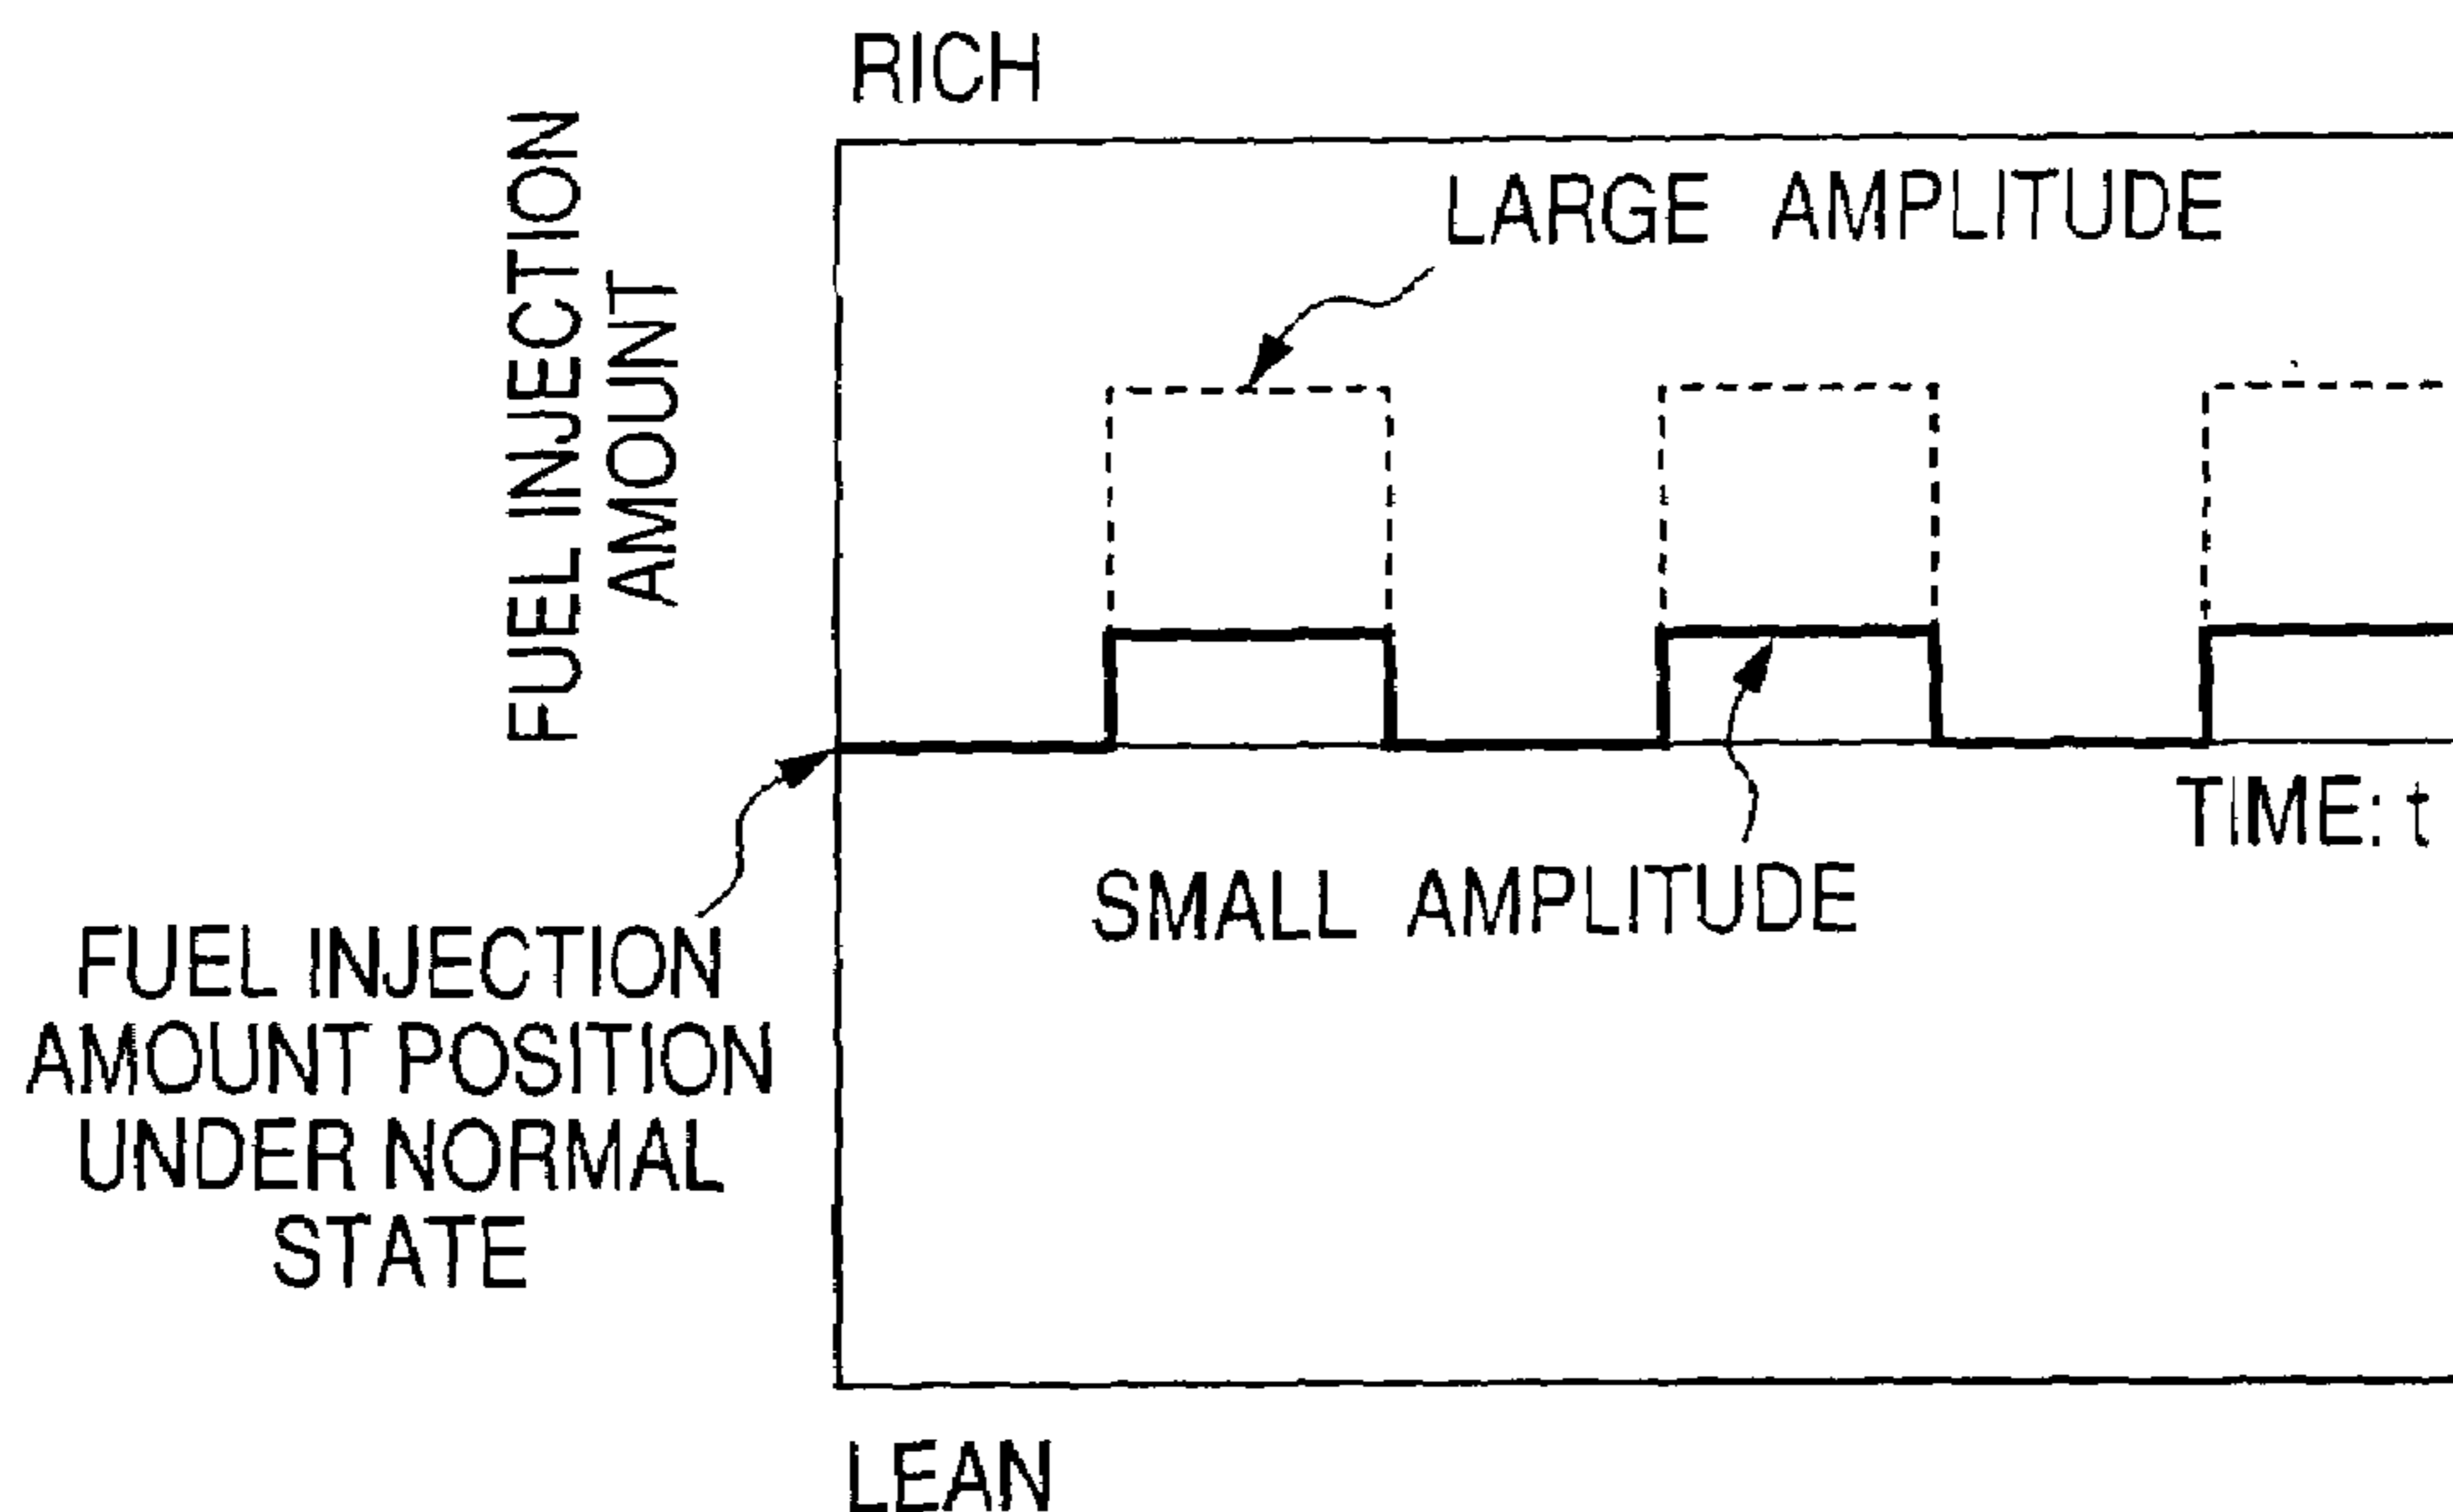 RICH
FUEL INJECTION
AMOUNT
LARGE AMPLITUDE
TIME: t
SMALL AMPLITUDE
FUEL INJECTION
AMOUNT POSITION
UNDER NORMAL
STATE
LEAN